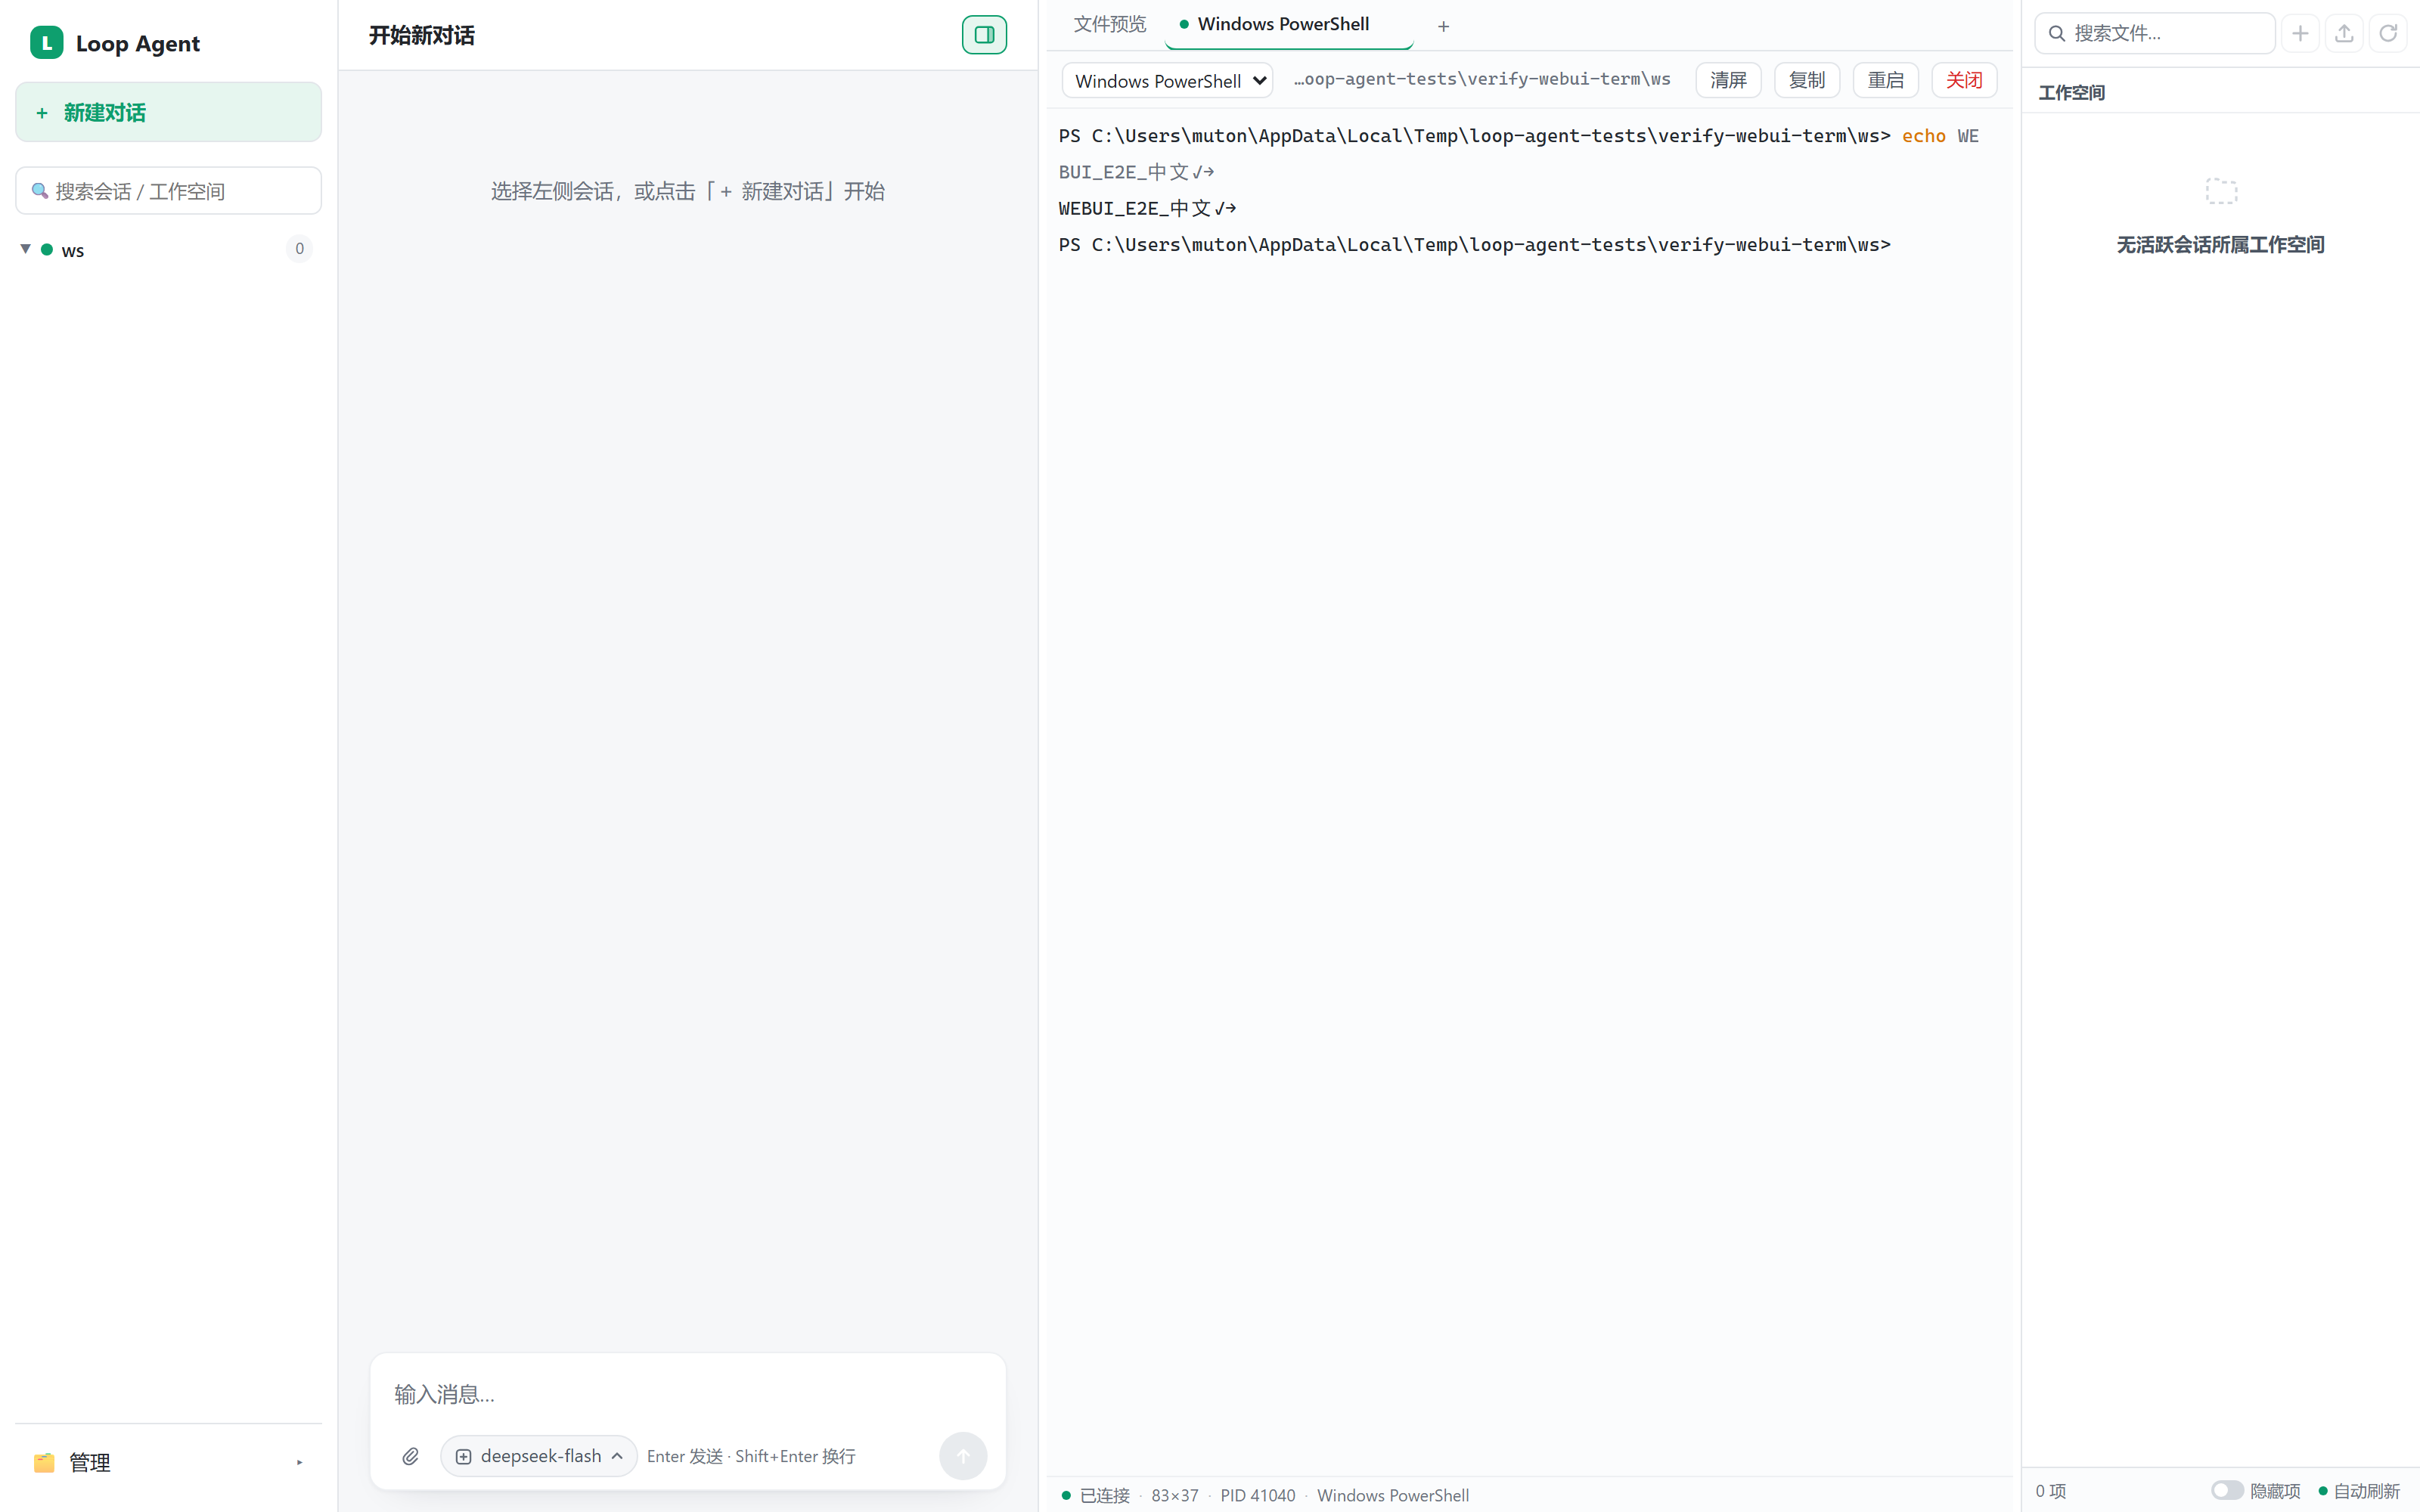 L Loop Agent
+ 新建对话
搜索会话 / 工作空间
ws 0
管理
开始新对话
选择左侧会话，或点击「 + 新建对话」开始
输入消息...
deepseek-flash Enter 发送 · Shift+Enter 换行
文件预览 Windows PowerShell +
Windows PowerShell …oop-agent-tests\verify-webui-term\ws 清屏 复制 重启 关闭
PS C:\Users\muton\AppData\Local\Temp\loop-agent-tests\verify-webui-term\ws> echo WE
BUI_E2E_中文√→
WEBUI_E2E_中文√→
PS C:\Users\muton\AppData\Local\Temp\loop-agent-tests\verify-webui-term\ws>
已连接 · 83×37 · PID 41040 · Windows PowerShell
搜索文件...
工作空间
无活跃会话所属工作空间
0 项 隐藏项 自动刷新